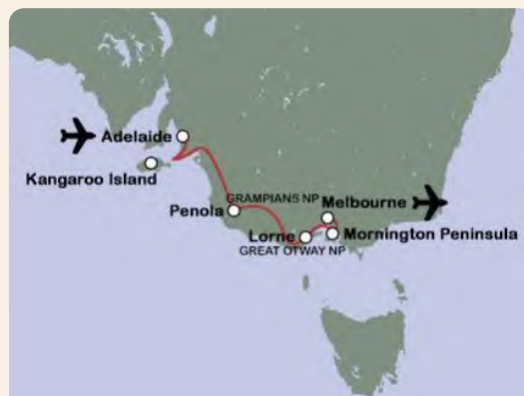 Adelaide
Kangaroo Island
GRAMPIANS NP
Melbourne
Penola
Lorne
Mornington Peninsula
GREAT OTWAY NP